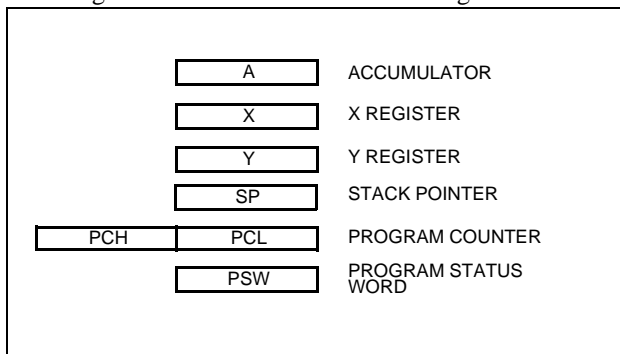 A ACCUMULATOR
X X REGISTER
Y Y REGISTER
SP STACK POINTER
PCH PCL PROGRAM COUNTER
PSW PROGRAM STATUS
WORD